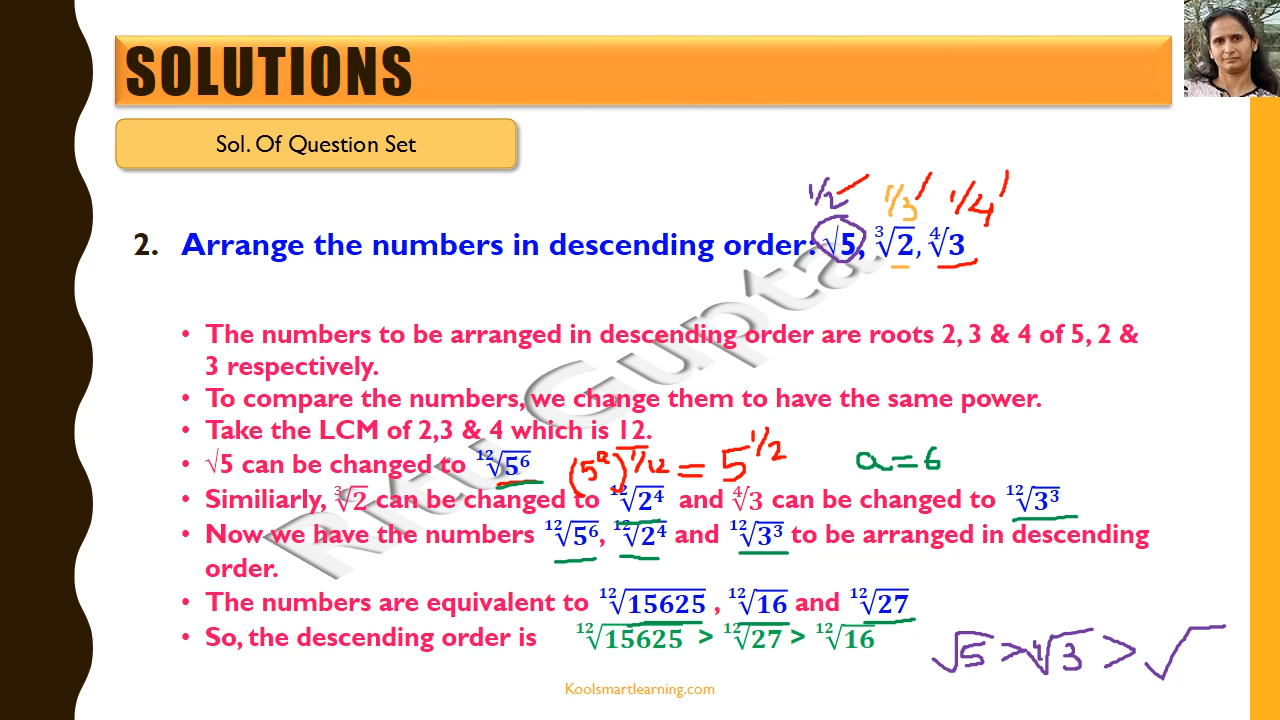 SOLUTIONS
Sol. Of Question Set
1/2 1/3 1/4
2. Arrange the numbers in descending order: √5, ∛2, ∜3
• The numbers to be arranged in descending order are roots 2, 3 & 4 of 5, 2 &
3 respectively.
• To compare the numbers, we change them to have the same power.
• Take the LCM of 2,3 & 4 which is 12.
• √5 can be changed to ¹²√5⁶ (5ᵃ)^1/12 = 5^1/2 a = 6
• Similiarly, ∛2 can be changed to ¹²√2⁴ and ∜3 can be changed to ¹²√3³
• Now we have the numbers ¹²√5⁶, ¹²√2⁴ and ¹²√3³ to be arranged in descending
order.
• The numbers are equivalent to ¹²√15625 , ¹²√16 and ¹²√27
• So, the descending order is ¹²√15625 > ¹²√27 > ¹²√16
√5 > ∜3 > √
Ritu Gupta
Koolsmartlearning.com